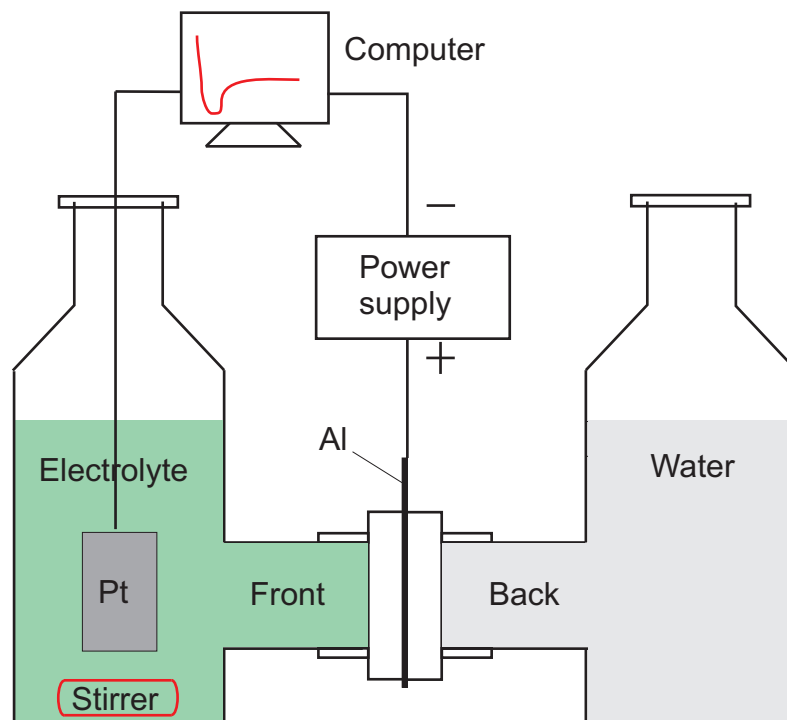 Computer
−
Power
supply
+
Al
Electrolyte
Water
Pt
Front
Back
Stirrer